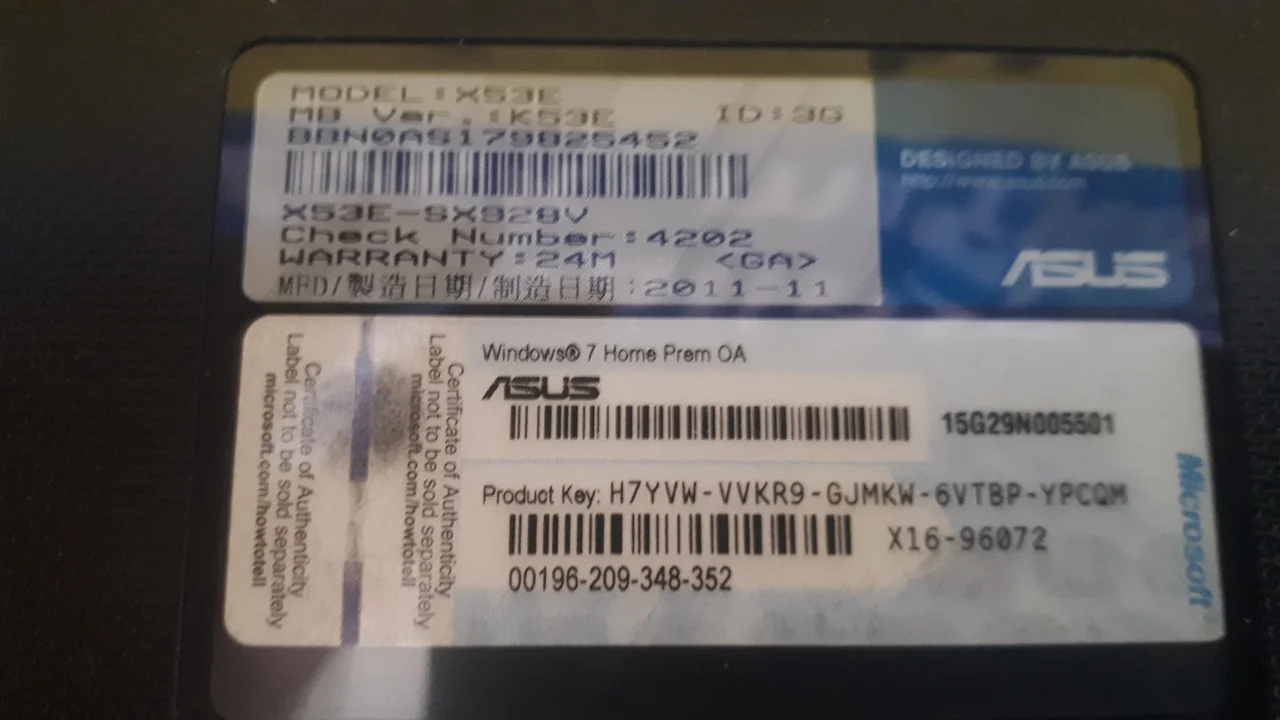 MODEL:X53E
MB Ver.:K53E ID:3G
BBN0AS179825452
X53E-SX928V
Check Number:4202
WARRANTY:24M <GA>
MFD/製造日期/制造日期:2011-11
DESIGNED BY ASUS
http://www.asus.com
ASUS
Certificate of Authenticity
Label not to be sold separately
microsoft.com/howtotell
Certificate of Authenticity
Label not to be sold separately
microsoft.com/howtotell
Windows® 7 Home Prem OA
ASUS
15G29N005501
Product Key: H7YVW-VVKR9-GJMKW-6VTBP-YPCQM
X16-96072
00196-209-348-352
Microsoft